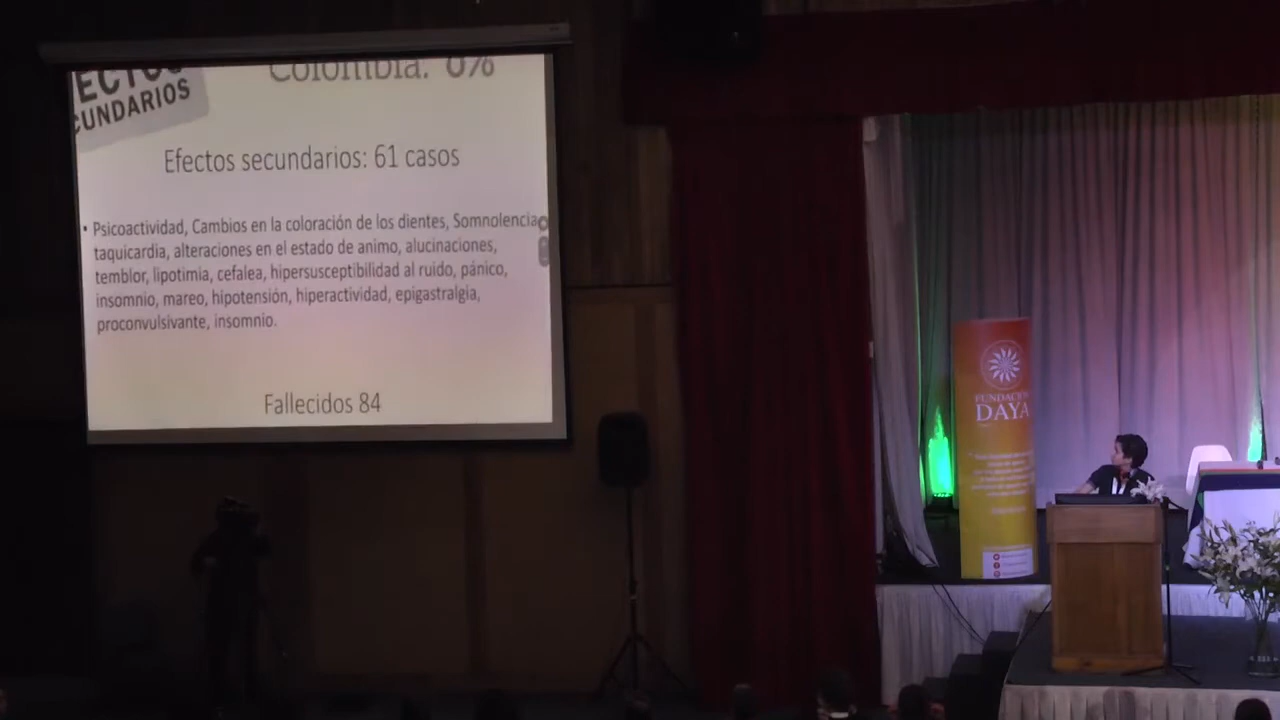 ECTOS
CUNDARIOS
Colombia: 0%
Efectos secundarios: 61 casos
• Psicoactividad, Cambios en la coloración de los dientes, Somnolencia,
taquicardia, alteraciones en el estado de animo, alucinaciones,
temblor, lipotimia, cefalea, hipersusceptibilidad al ruido, pánico,
insomnio, mareo, hipotensión, hiperactividad, epigastralgia,
proconvulsivante, insomnio.
Fallecidos 84
FUNDACIÓN
DAYA